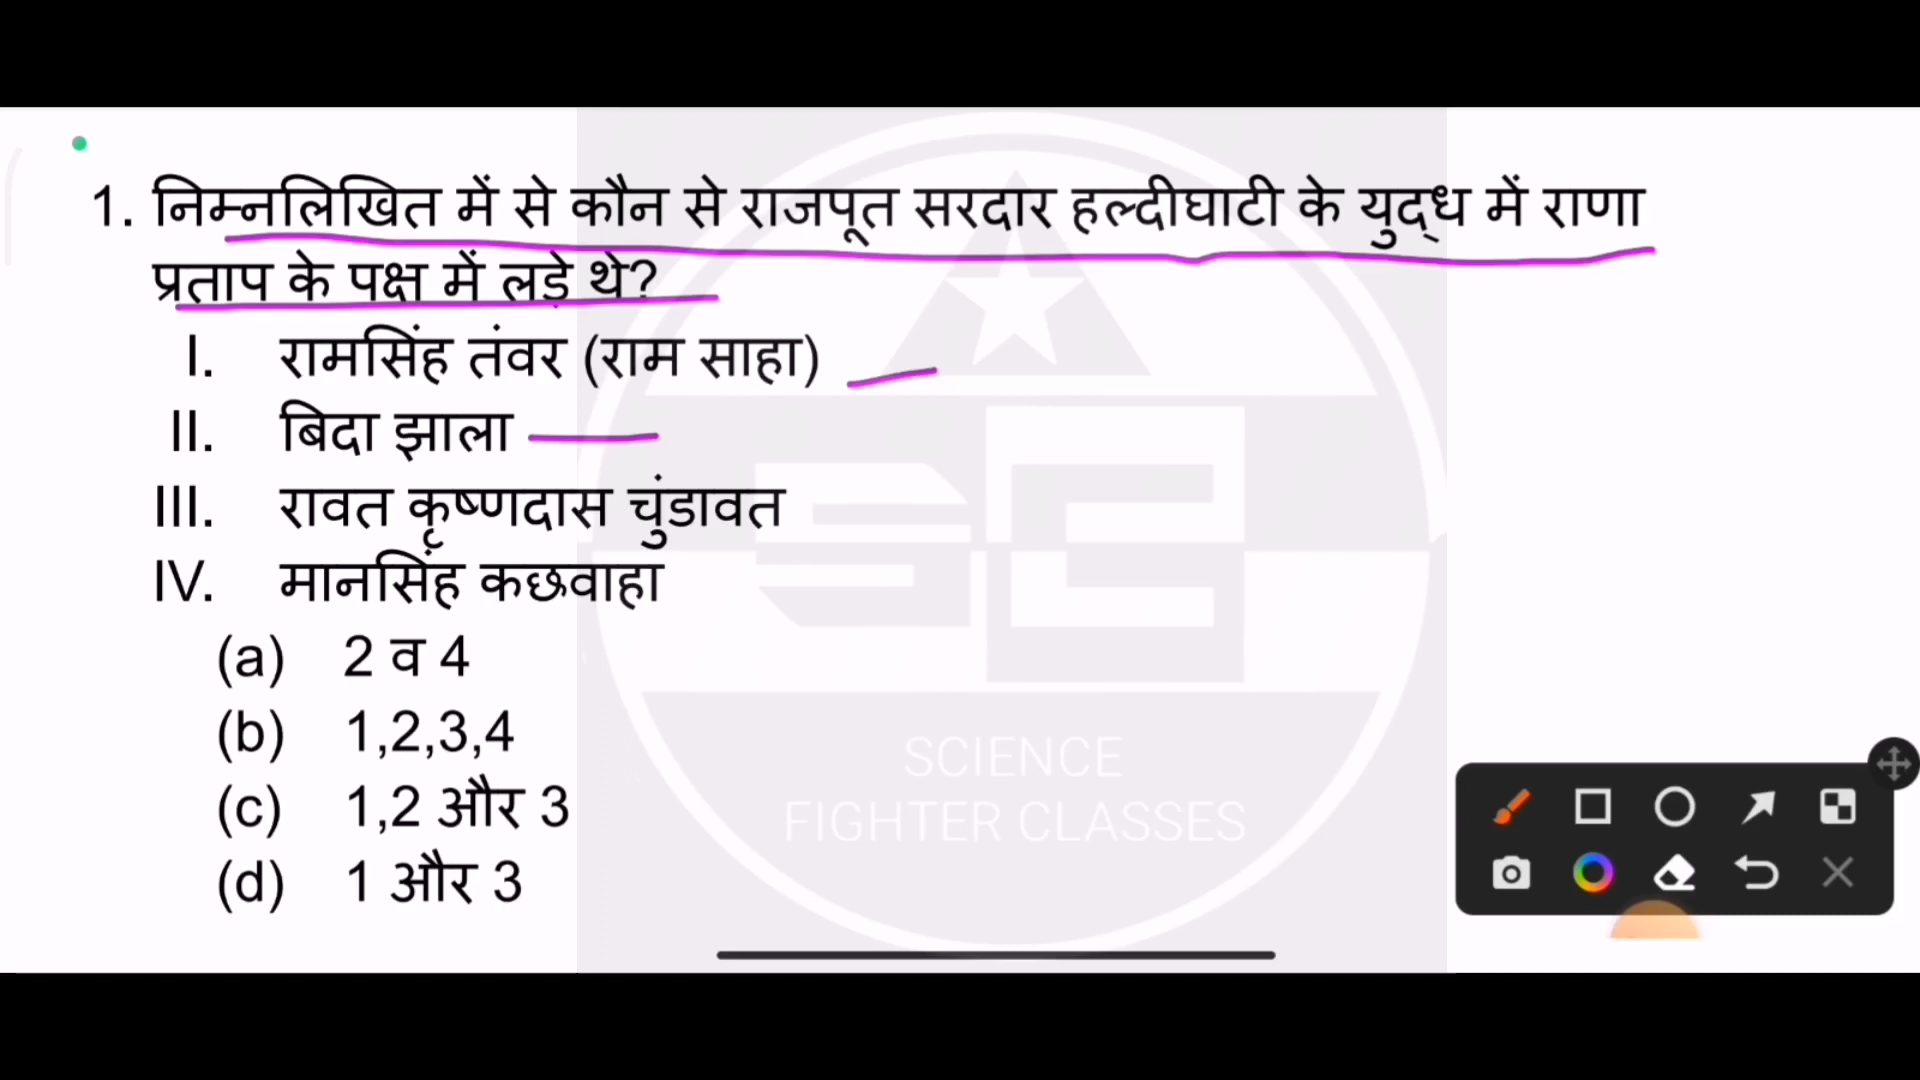 1. निम्नलिखित में से कौन से राजपूत सरदार हल्दीघाटी के युद्ध में राणा
प्रताप के पक्ष में लड़े थे?
I. रामसिंह तंवर (राम साहा)
II. बिदा झाला
III. रावत कृष्णदास चुंडावत
IV. मानसिंह कछवाहा
(a) 2 व 4
(b) 1,2,3,4
(c) 1,2 और 3
(d) 1 और 3
SCIENCE
FIGHTER CLASSES